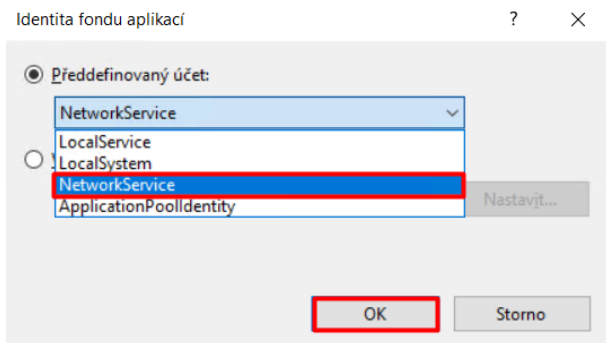 Identita fondu aplikací
?
Předdefinovaný účet:
NetworkService
LocalService
LocalSystem
NetworkService
ApplicationPoolIdentity
Nastavit...
OK
Storno